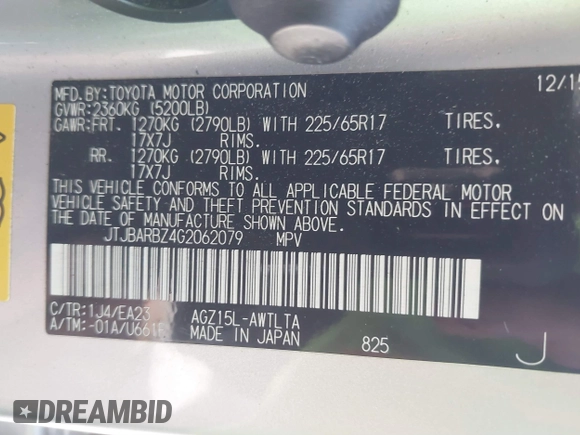 MFD.BY:TOYOTA MOTOR CORPORATION 12/15
GVWR:2360KG (5200LB)
GAWR:FRT. 1270KG (2790LB) WITH 225/65R17 TIRES.
17X7J RIMS.
RR. 1270KG (2790LB) WITH 225/65R17 TIRES.
17X7J RIMS.
THIS VEHICLE CONFORMS TO ALL APPLICABLE FEDERAL MOTOR
VEHICLE SAFETY AND THEFT PREVENTION STANDARDS IN EFFECT ON
THE DATE OF MANUFACTURE SHOWN ABOVE.
JTJBARBZ4G2062079 MPV
C/TR:1J4/EA23 AGZ15L-AWTLTA
A/TM:-01A/U661F MADE IN JAPAN 825 J
DREAMBID